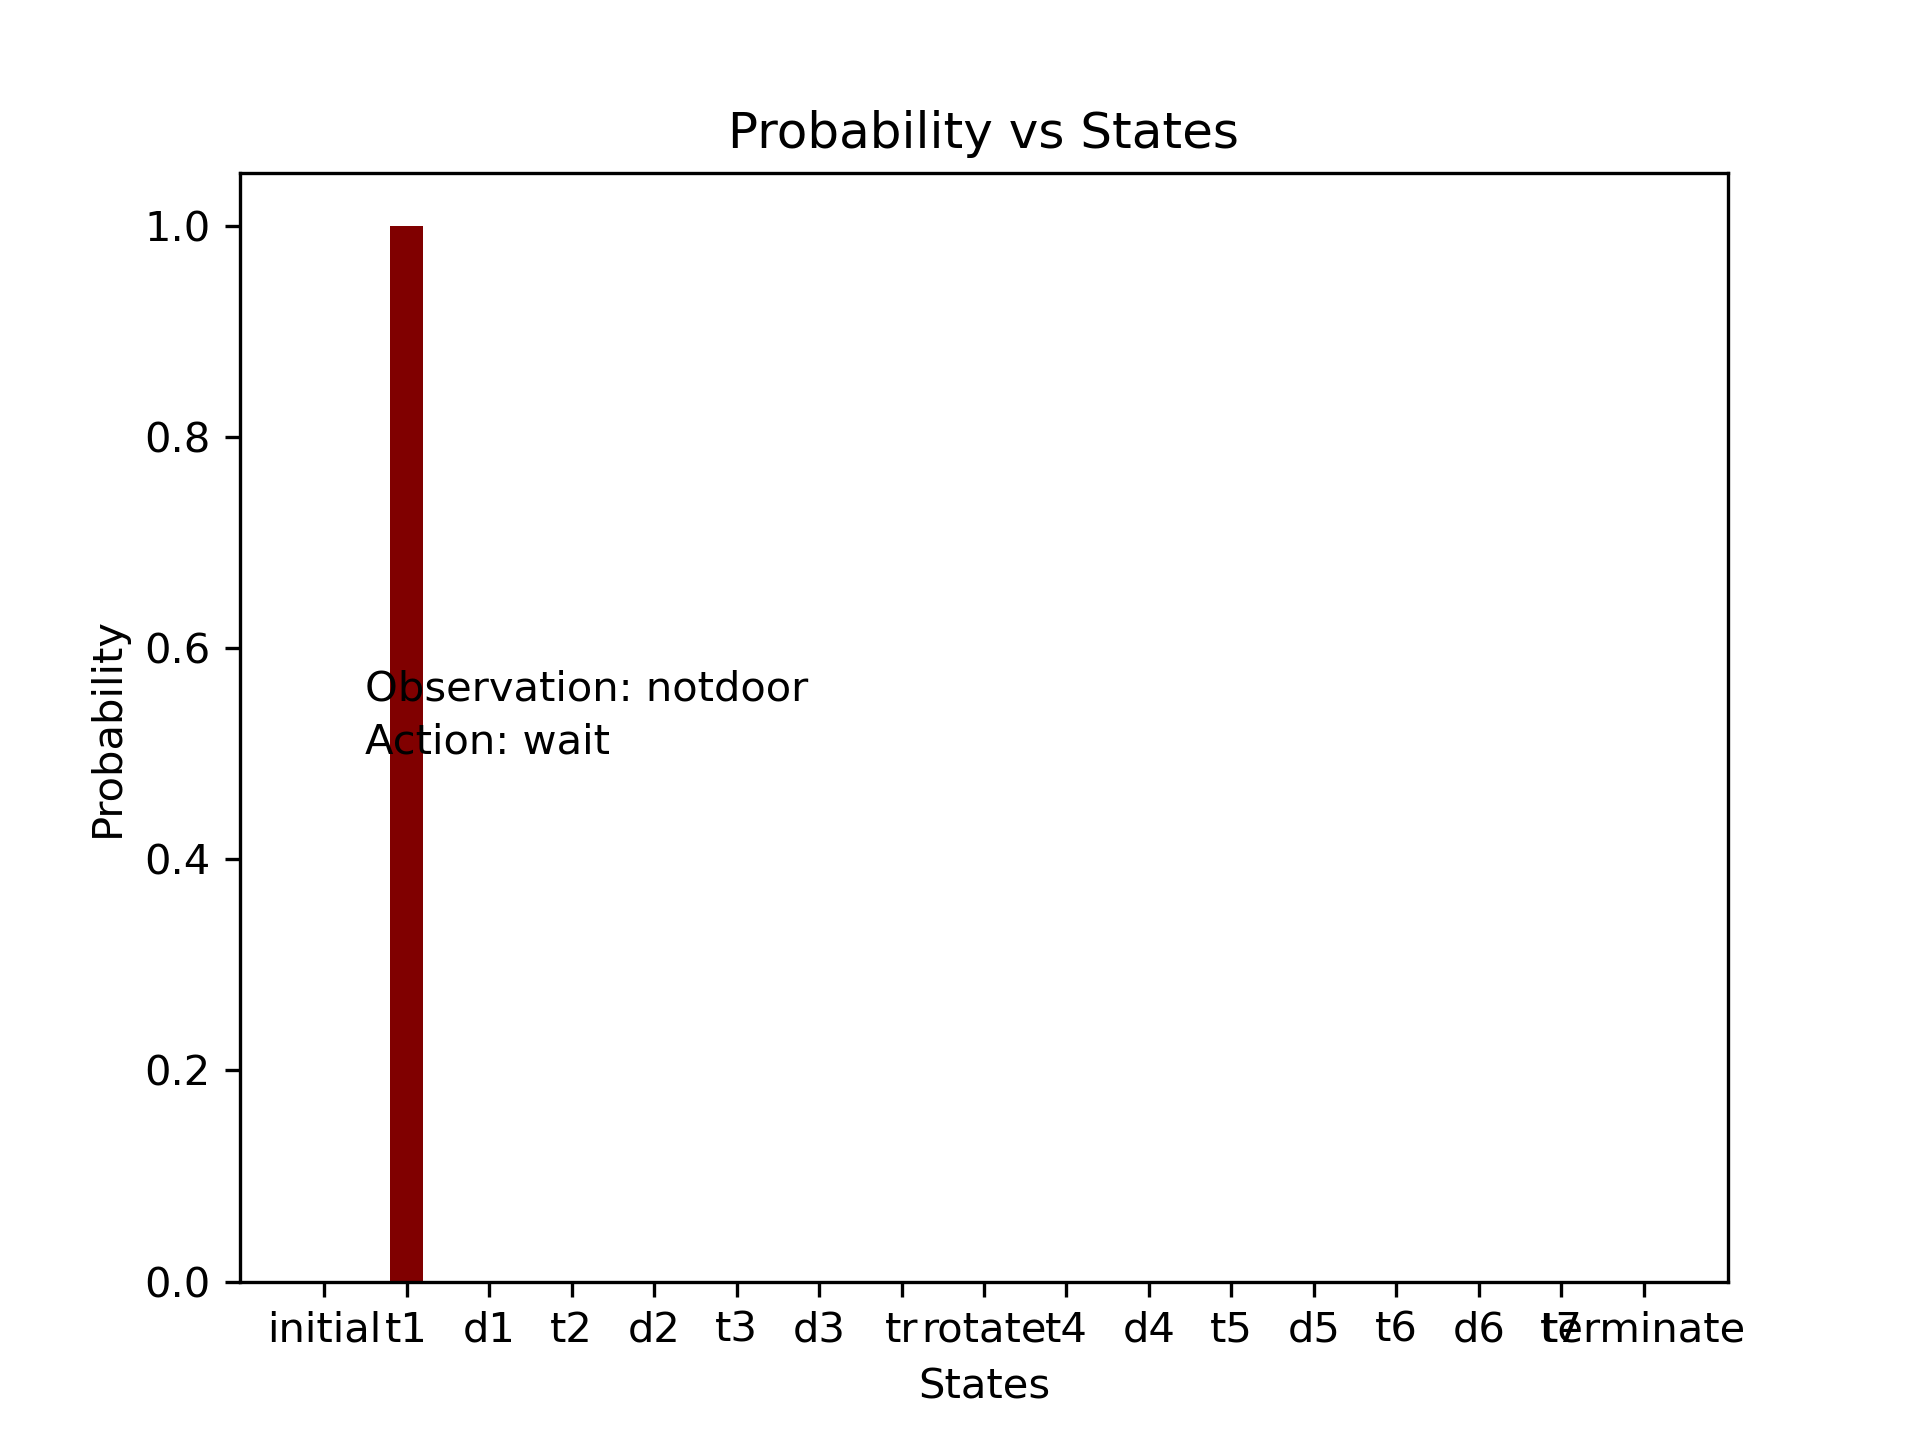 Probability vs States
1.0
0.8
0.6
0.4
0.2
0.0
Probability
Observation: notdoor
Action: wait
initial t1 d1 t2 d2 t3 d3 tr rotate t4 d4 t5 d5 t6 d6 t7 terminate
States